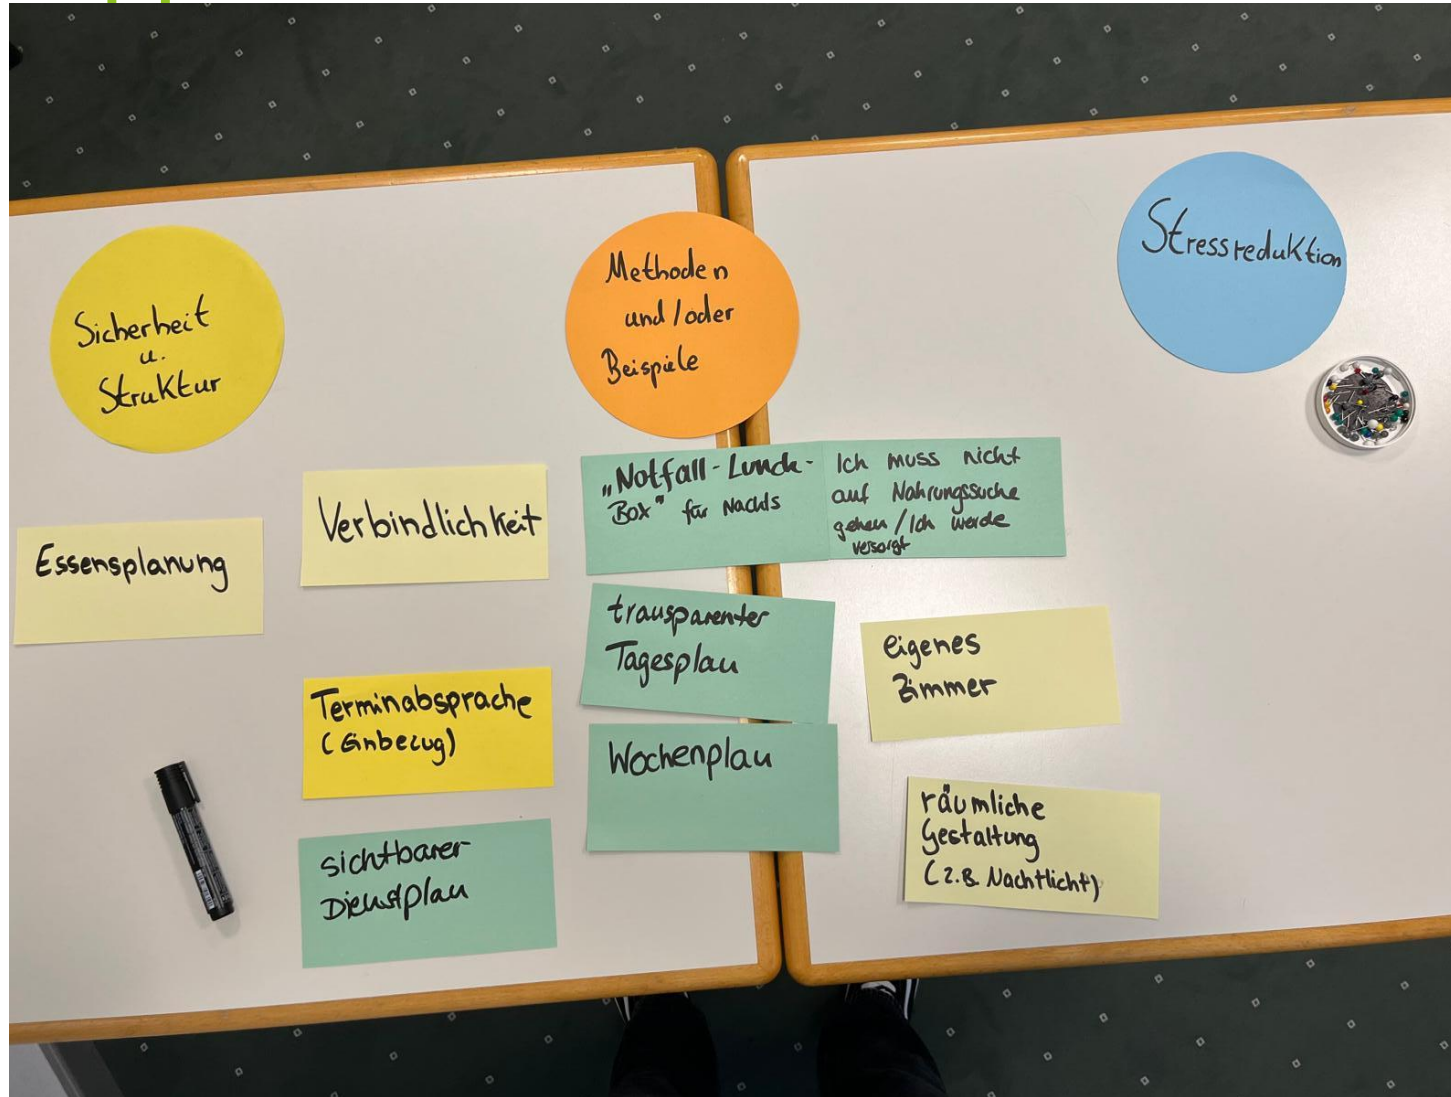 Sicherheit
u.
Struktur
Methoden
und/oder
Beispiele
Stressreduktion
Essensplanung
Verbindlichkeit
Terminabsprache
(Einbezug)
sichtbarer
Dienstplan
„Notfall-Lunch-
Box" für Nachts
Ich muss nicht
auf Nahrungssuche
gehen/Ich werde
versorgt
transparenter
Tagesplan
Wochenplan
eigenes
Zimmer
räumliche
Gestaltung
(z.B. Nachtlicht)